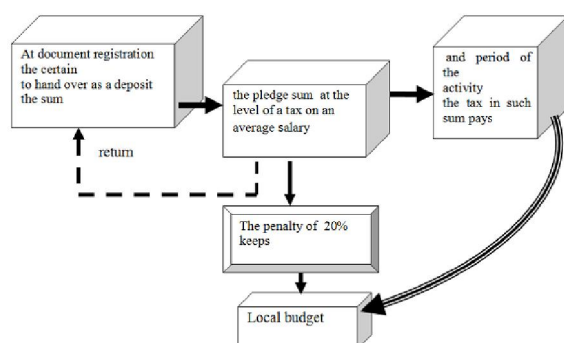 At document registration
the certain
to hand over as a deposit
the sum
the pledge sum at the
level of a tax on an
average salary
and period of
the
activity
the tax in such
sum pays
return
The penalty of 20%
keeps
Local budget